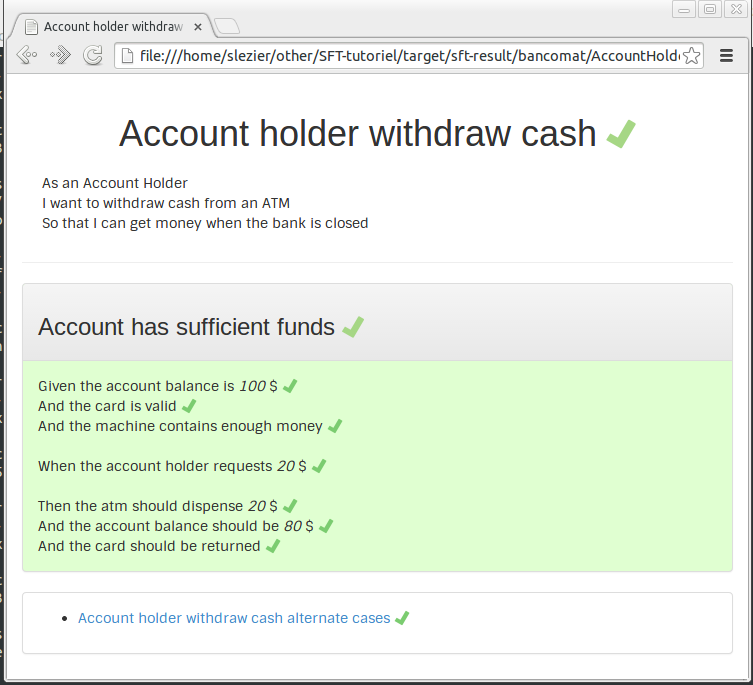 Account holder withdraw
file:///home/slezier/other/SFT-tutoriel/target/sft-result/bancomat/AccountHold
Account holder withdraw cash
As an Account Holder
I want to withdraw cash from an ATM
So that I can get money when the bank is closed
Account has sufficient funds
Given the account balance is 100 $
And the card is valid
And the machine contains enough money
When the account holder requests 20 $
Then the atm should dispense 20 $
And the account balance should be 80 $
And the card should be returned
Account holder withdraw cash alternate cases